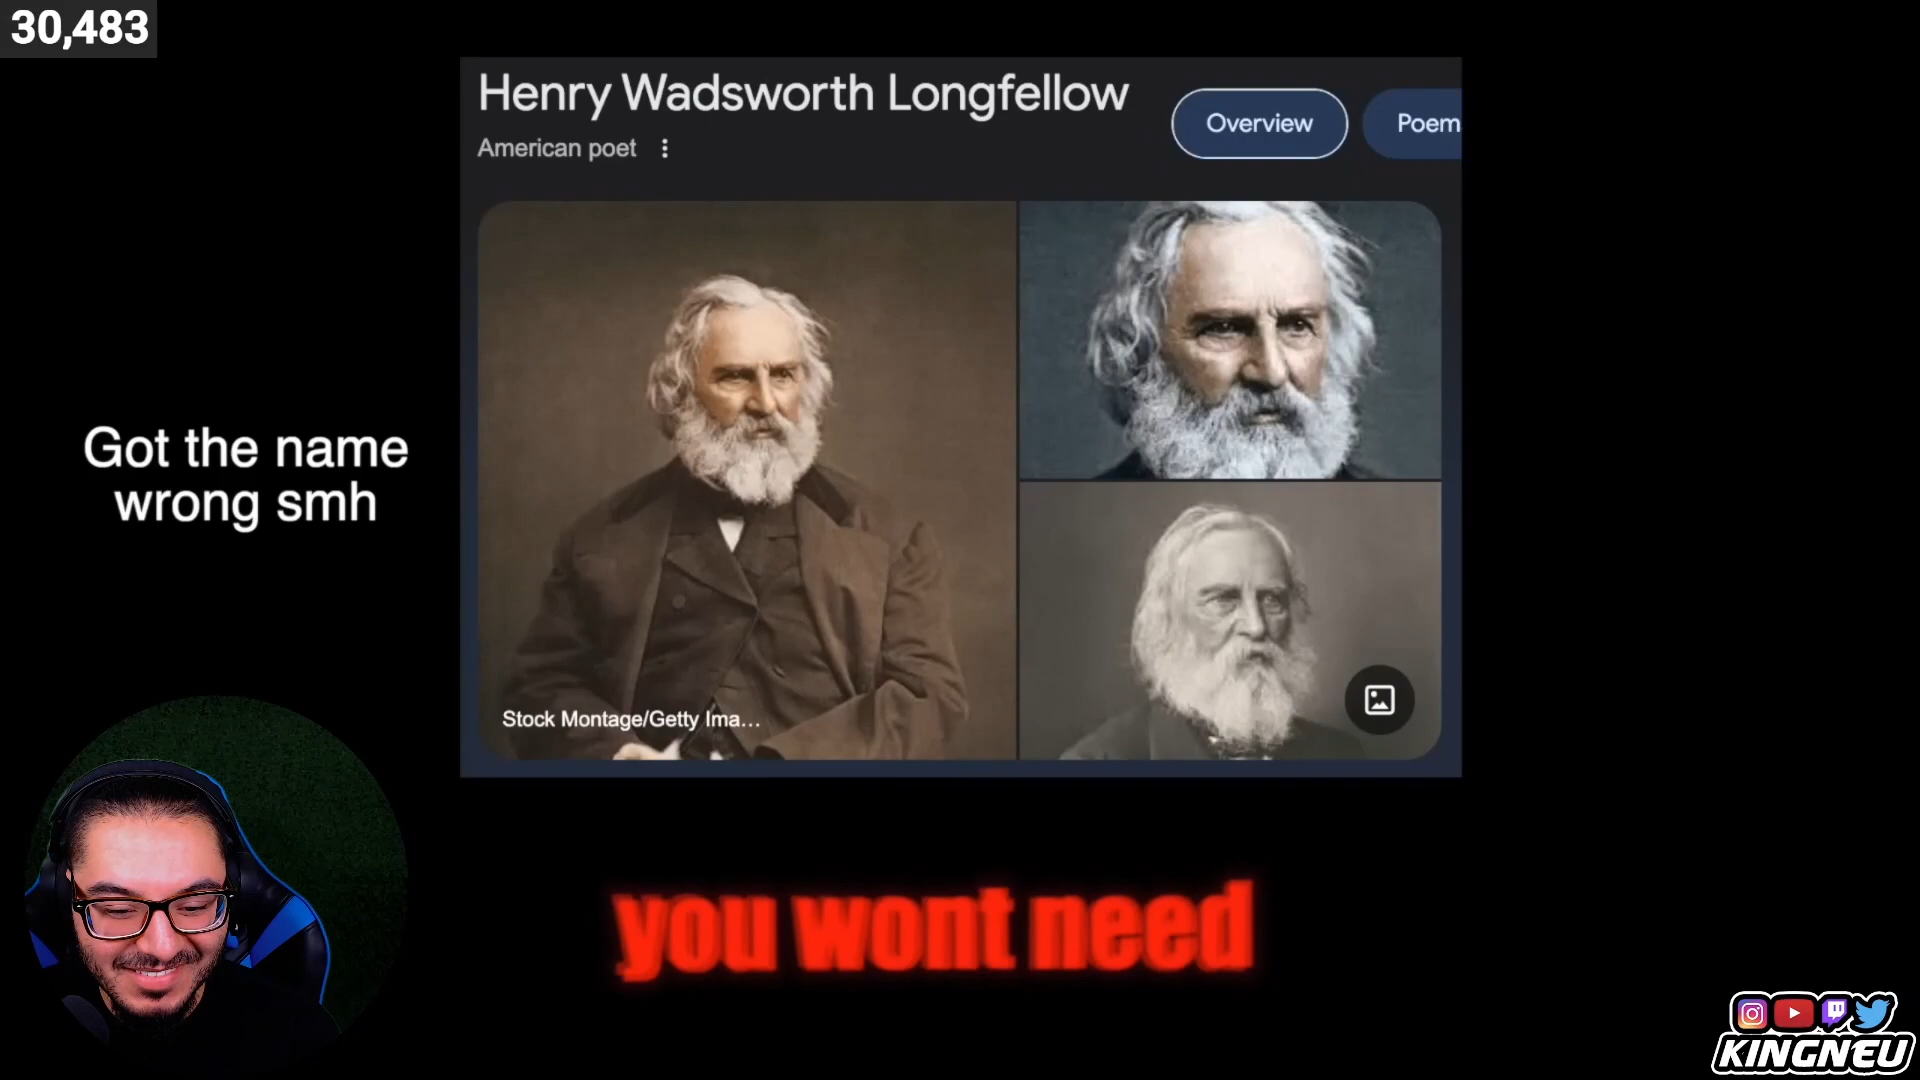 30,483
Henry Wadsworth Longfellow
American poet
Overview
Poem
Got the name
wrong smh
Stock Montage/Getty Ima...
you wont need
KINGNEU